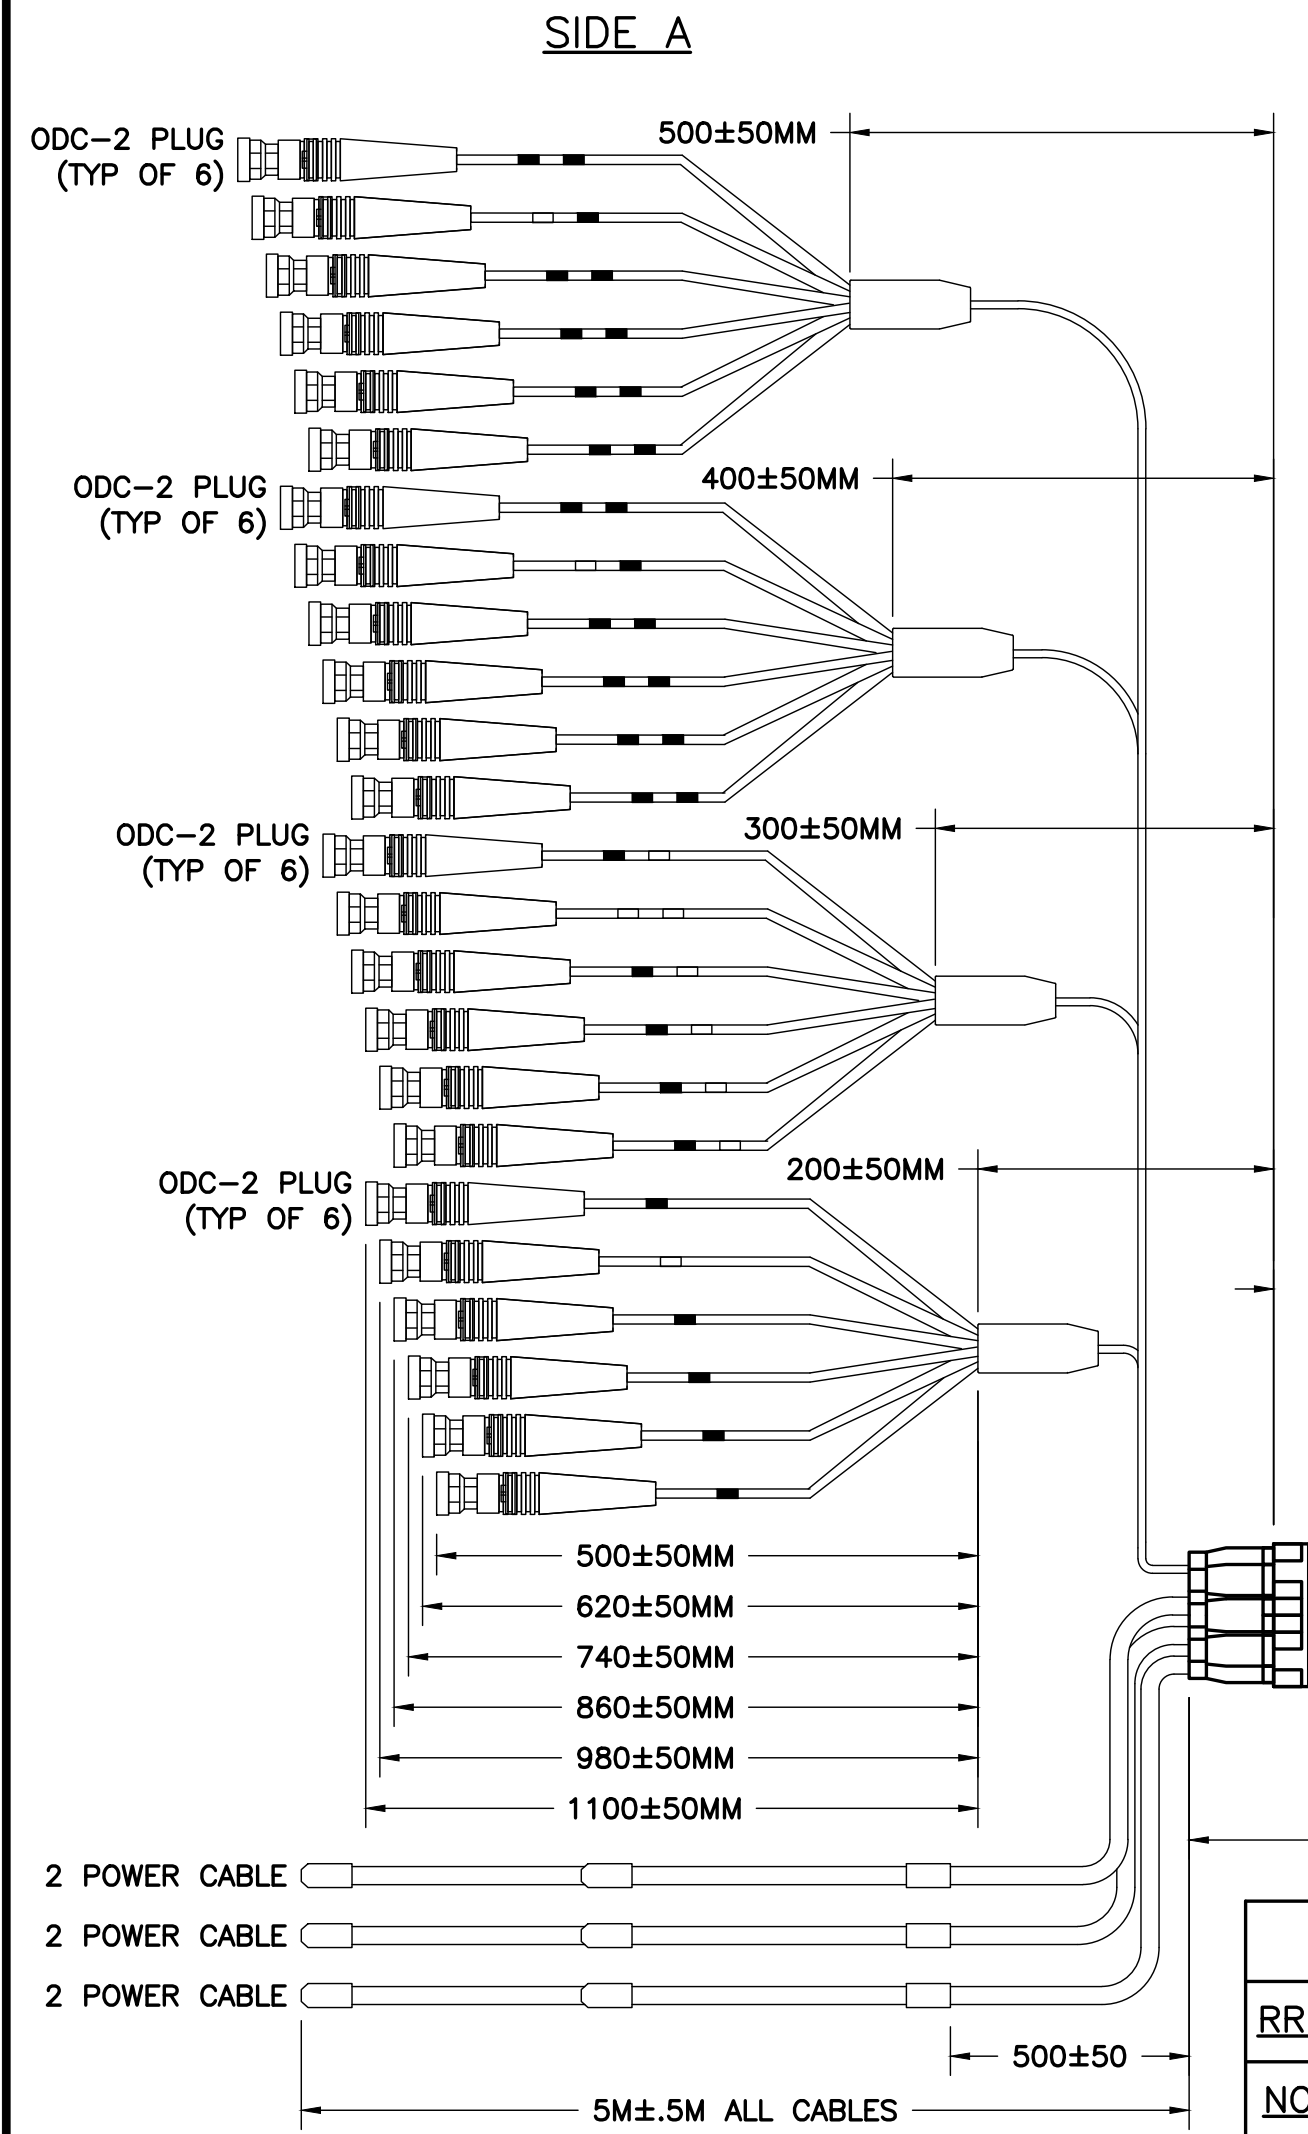 SIDE A
ODC-2 PLUG
(TYP OF 6)
500±50MM
400±50MM
ODC-2 PLUG
(TYP OF 6)
300±50MM
ODC-2 PLUG
(TYP OF 6)
200±50MM
ODC-2 PLUG
(TYP OF 6)
500±50MM
620±50MM
740±50MM
860±50MM
980±50MM
1100±50MM
2 POWER CABLE
2 POWER CABLE
2 POWER CABLE
RR
500±50
NO
5M±.5M ALL CABLES